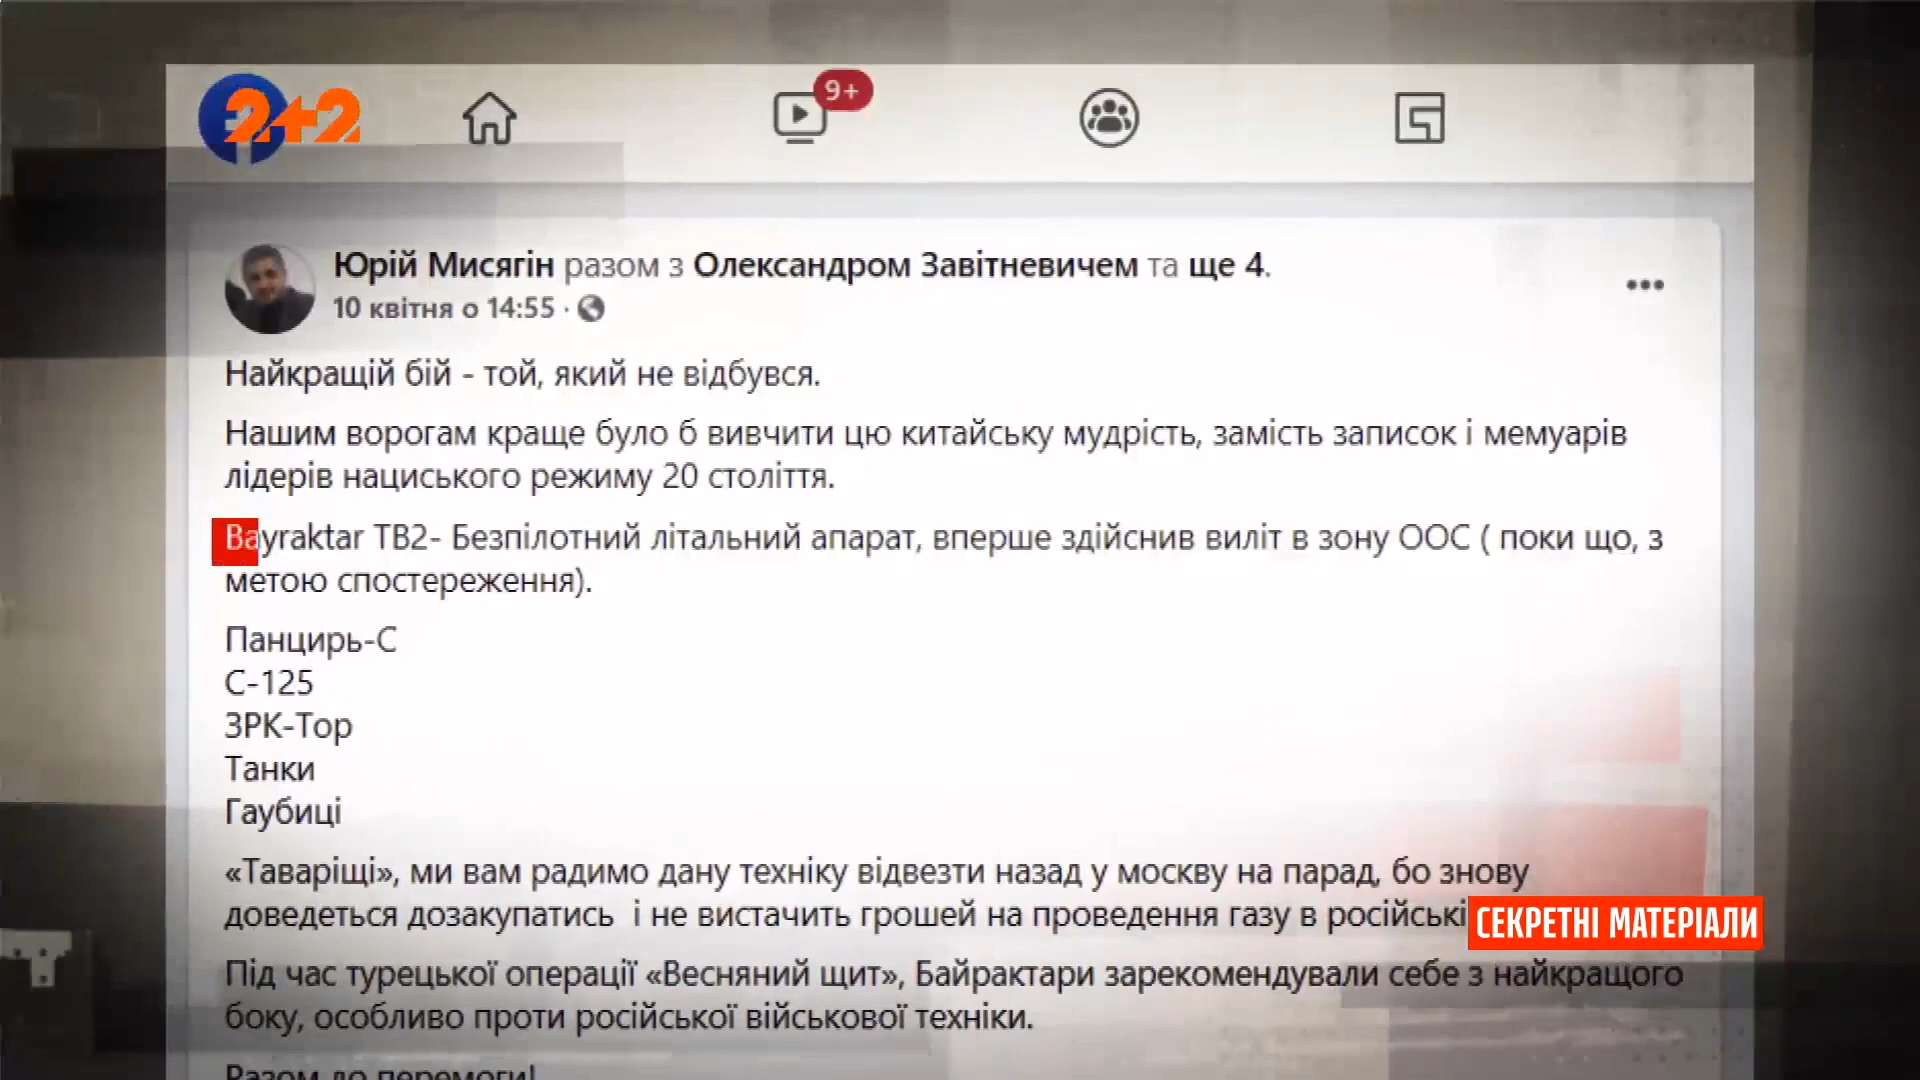 2+2
9+
Юрій Мисягін разом з Олександром Завітневичем та ще 4.
10 квітня о 14:55 ·
Найкращій бій - той, який не відбувся.
Нашим ворогам краще було б вивчити цю китайську мудрість, замість записок і мемуарів
лідерів нациського режиму 20 століття.
Bayraktar TB2- Безпілотний літальний апарат, вперше здійснив виліт в зону ООС ( поки що, з
метою спостереження).
Панцирь-С
С-125
ЗРК-Тор
Танки
Гаубиці
«Таваріщі», ми вам радимо дану техніку відвезти назад у москву на парад, бо знову
доведеться дозакупатись і не вистачить грошей на проведення газу в російські
СЕКРЕТНІ МАТЕРІАЛИ
Під час турецької операції «Весняний щит», Байрактари зарекомендували себе з найкращого
боку, особливо проти російської військової техніки.
Разом до перемоги!